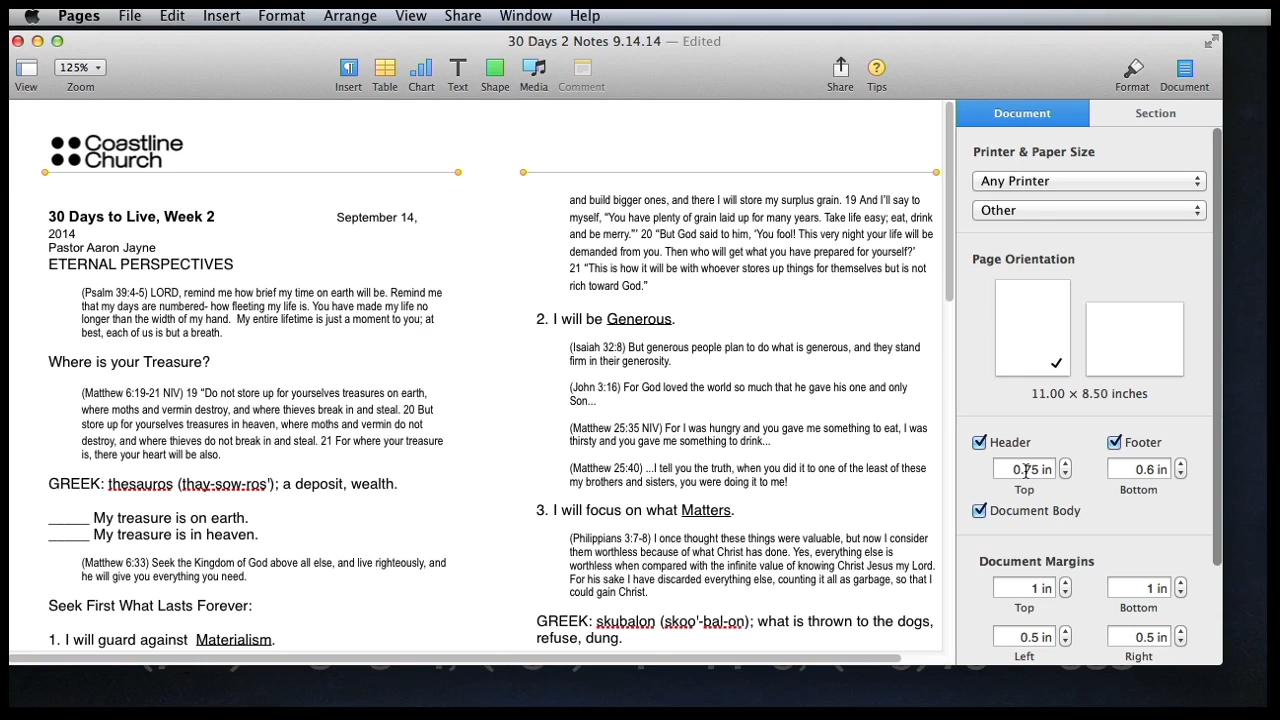 Pages File Edit Insert Format Arrange View Share Window Help
30 Days 2 Notes 9.14.14 — Edited
125%
View Zoom Insert Table Chart Text Shape Media Comment Share Tips Format Document
Coastline
Church
30 Days to Live, Week 2 September 14,
2014
Pastor Aaron Jayne
ETERNAL PERSPECTIVES
(Psalm 39:4-5) LORD, remind me how brief my time on earth will be. Remind me
that my days are numbered- how fleeting my life is. You have made my life no
longer than the width of my hand. My entire lifetime is just a moment to you; at
best, each of us is but a breath.
Where is your Treasure?
(Matthew 6:19-21 NIV) 19 “Do not store up for yourselves treasures on earth,
where moths and vermin destroy, and where thieves break in and steal. 20 But
store up for yourselves treasures in heaven, where moths and vermin do not
destroy, and where thieves do not break in and steal. 21 For where your treasure
is, there your heart will be also.
GREEK: thesauros (thay-sow-ros'); a deposit, wealth.
_____ My treasure is on earth.
_____ My treasure is in heaven.
(Matthew 6:33) Seek the Kingdom of God above all else, and live righteously, and
he will give you everything you need.
Seek First What Lasts Forever:
1. I will guard against Materialism.
and build bigger ones, and there I will store my surplus grain. 19 And I’ll say to
myself, “You have plenty of grain laid up for many years. Take life easy; eat, drink
and be merry.”’ 20 “But God said to him, ‘You fool! This very night your life will be
demanded from you. Then who will get what you have prepared for yourself?’
21 “This is how it will be with whoever stores up things for themselves but is not
rich toward God.”
2. I will be Generous.
(Isaiah 32:8) But generous people plan to do what is generous, and they stand
firm in their generosity.
(John 3:16) For God loved the world so much that he gave his one and only
Son...
(Matthew 25:35 NIV) For I was hungry and you gave me something to eat, I was
thirsty and you gave me something to drink...
(Matthew 25:40) ...I tell you the truth, when you did it to one of the least of these
my brothers and sisters, you were doing it to me!
3. I will focus on what Matters.
(Philippians 3:7-8) I once thought these things were valuable, but now I consider
them worthless because of what Christ has done. Yes, everything else is
worthless when compared with the infinite value of knowing Christ Jesus my Lord.
For his sake I have discarded everything else, counting it all as garbage, so that I
could gain Christ.
GREEK: skubalon (skoo'-bal-on); what is thrown to the dogs,
refuse, dung.
Document Section
Printer & Paper Size
Any Printer
Other
Page Orientation
11.00 × 8.50 inches
Header Footer
0.75 in 0.6 in
Top Bottom
Document Body
Document Margins
1 in 1 in
Top Bottom
0.5 in 0.5 in
Left Right